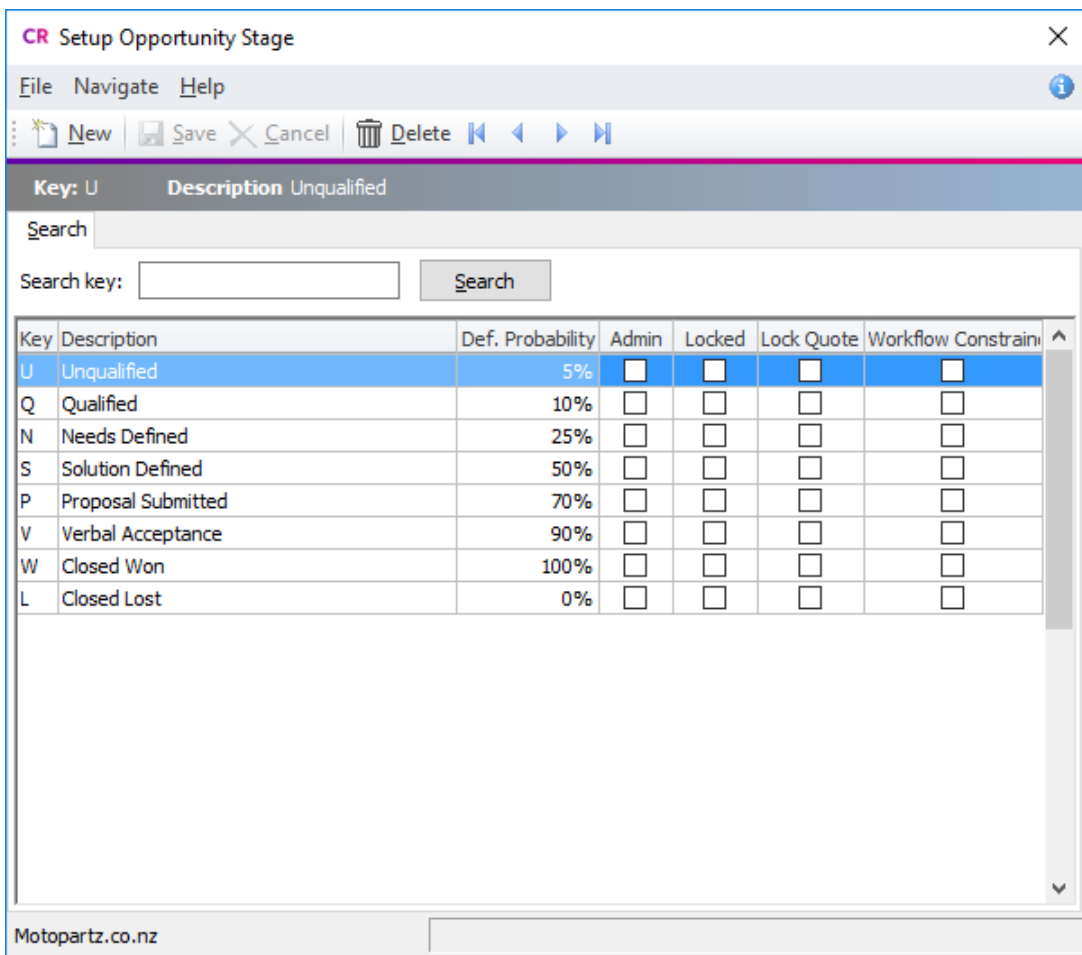 CR Setup Opportunity Stage
File Navigate Help
New Save Cancel Delete
Key: U Description Unqualified
Search
Search key: Search
Key Description Def. Probability Admin Locked Lock Quote Workflow Constraine
U Unqualified 5%
Q Qualified 10%
N Needs Defined 25%
S Solution Defined 50%
P Proposal Submitted 70%
V Verbal Acceptance 90%
W Closed Won 100%
L Closed Lost 0%
Motopartz.co.nz